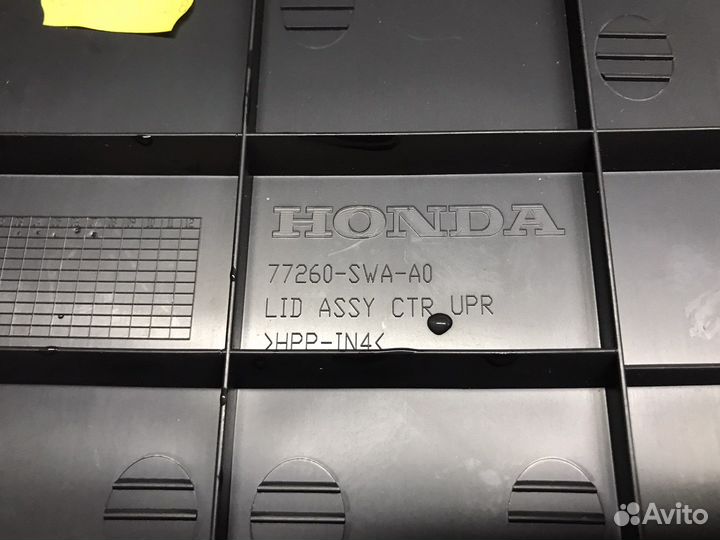 HONDA
77260-SWA-A0
LID ASSY CTR UPR
>HPP-IN4<
Avito